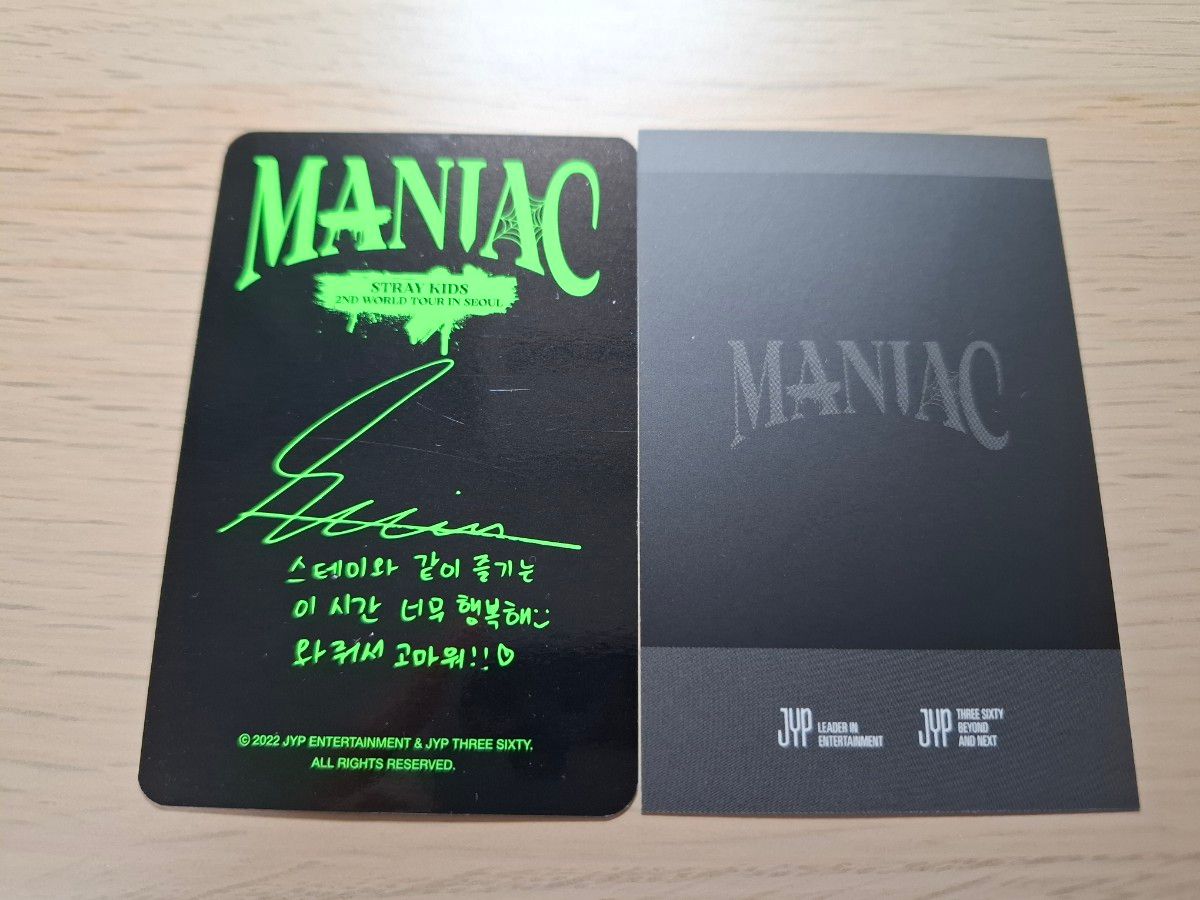 MANIAC
STRAY KIDS
2ND WORLD TOUR IN SEOUL
스테이와 같이 즐기는
이 시간 너무 행복해
와줘서 고마워!!♡
© 2022 JYP ENTERTAINMENT & JYP THREE SIXTY.
ALL RIGHTS RESERVED.
MANIAC
JYP LEADER IN
ENTERTAINMENT
JYP THREE SIXTY
BEYOND
AND NEXT